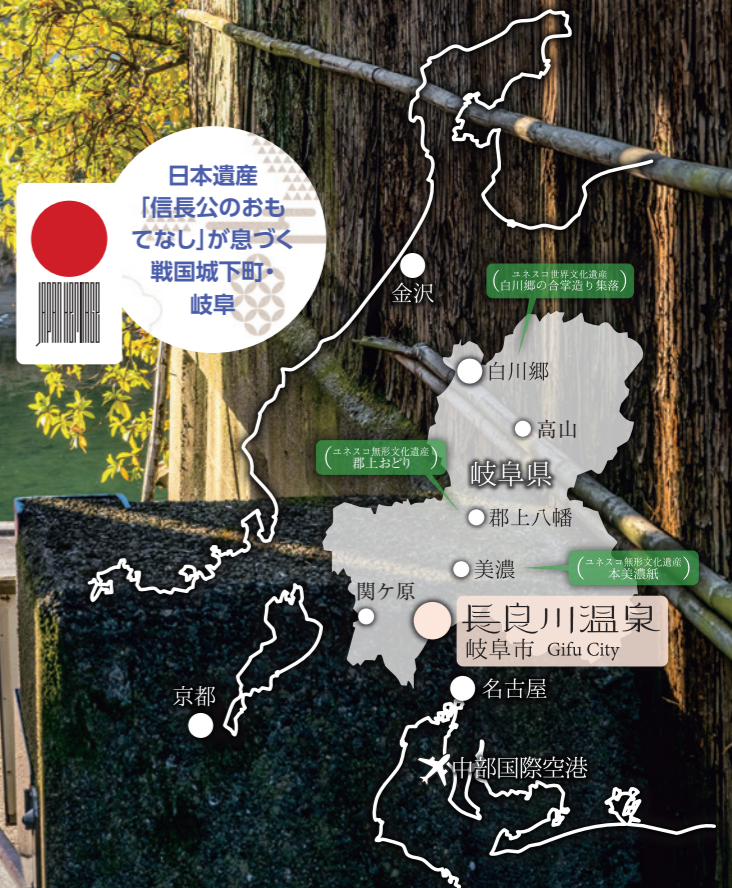 日本遺産
「信長公のおも
てなし」が息づく
戦国城下町・
岐阜
JAPAN HERITAGE
金沢
ユネスコ世界文化遺産
白川郷の合掌造り集落
白川郷
高山
ユネスコ無形文化遺産
郡上おどり
岐阜県
郡上八幡
美濃
ユネスコ無形文化遺産
本美濃紙
関ケ原
長良川温泉
岐阜市 Gifu City
京都
名古屋
中部国際空港